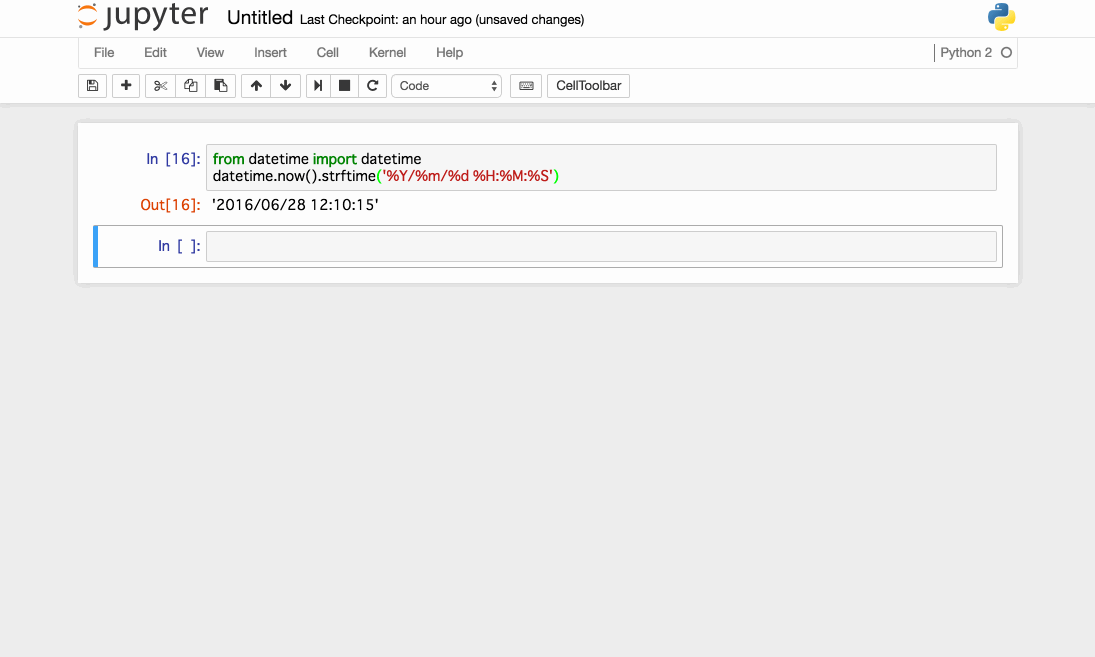 jupyter Untitled Last Checkpoint: an hour ago (unsaved changes)
File Edit View Insert Cell Kernel Help Python 2
Code CellToolbar
In [16]: from datetime import datetime
datetime.now().strftime('%Y/%m/%d %H:%M:%S')
Out[16]: '2016/06/28 12:10:15'
In [ ]: